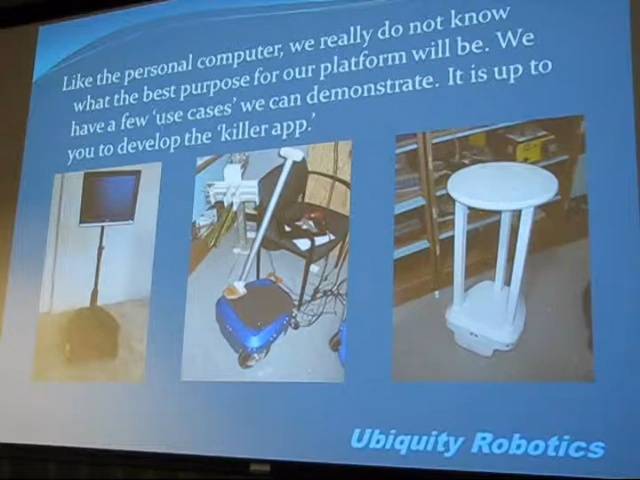 Like the personal computer, we really do not know
what the best purpose for our platform will be. We
have a few 'use cases' we can demonstrate. It is up to
you to develop the 'killer app.'
Ubiquity Robotics